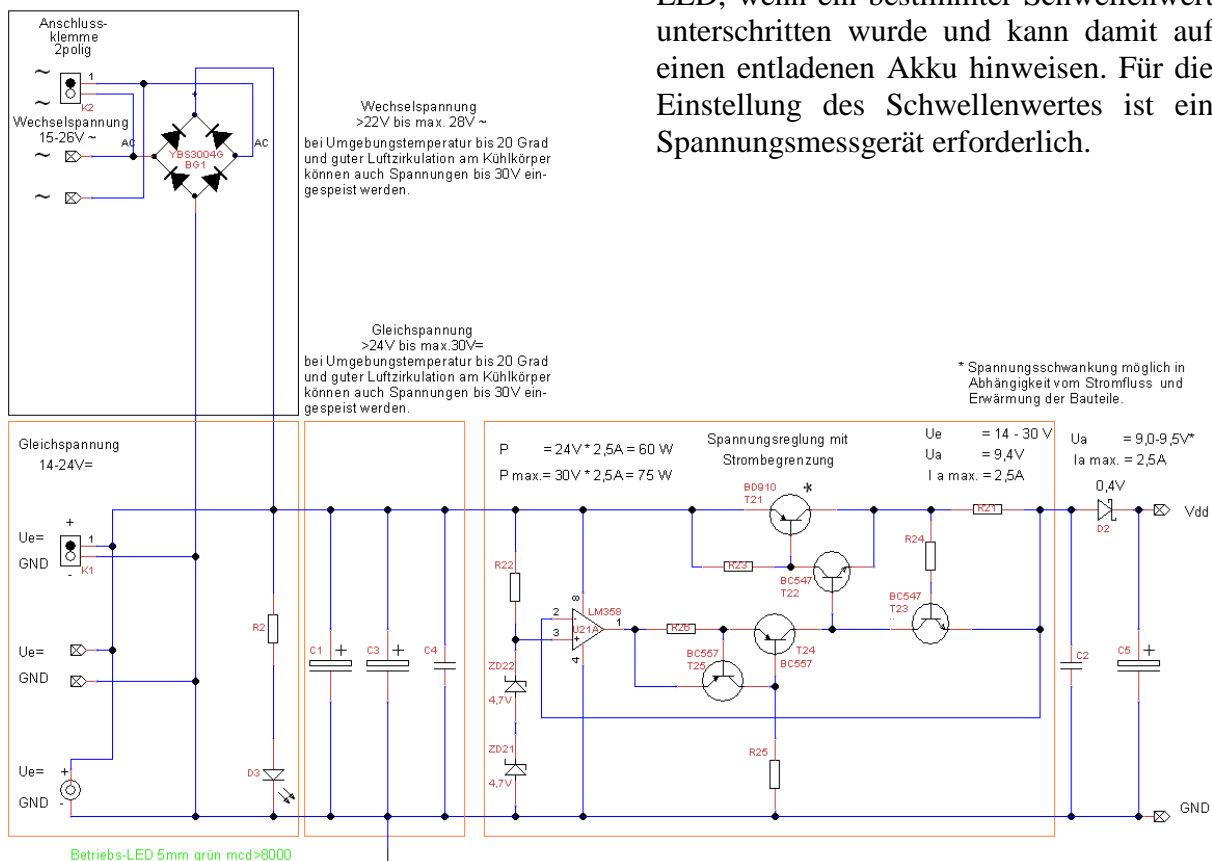 LED, wenn ein bestimmter Schwellenwert
unterschritten wurde und kann damit auf
einen entladenen Akku hinweisen. Für die
Einstellung des Schwellenwertes ist ein
Spannungsmessgerät erforderlich.
Anschluss-
klemme
2polig
~
1
K2
~
Wechselspannung
15-26V ~
~
~
AC
AC
+
YBS3004G
BG1
-
Wechselspannung
>22V bis max. 28V ~
bei Umgebungstemperatur bis 20 Grad
und guter Luftzirkulation am Kühlkörper
können auch Spannungen bis 30V ein-
gespeist werden.
Gleichspannung
>24V bis max.30V=
bei Umgebungstemperatur bis 20 Grad
und guter Luftzirkulation am Kühlkörper
können auch Spannungen bis 30V ein-
gespeist werden.
* Spannungsschwankung möglich in
Abhängigkeit vom Stromfluss und
Erwärmung der Bauteile.
Gleichspannung
14-24V=
P = 24V * 2,5A = 60 W
P max. = 30V * 2,5A = 75 W
Spannungsreglung mit
Strombegrenzung
Ue = 14 - 30 V
Ua = 9,4V
I a max. = 2,5A
Ua = 9,0-9,5V*
Ia max. = 2,5A
0,4V
D2
Vdd
BD910
T21
*
R21
R24
R23
BC547
T22
BC547
T23
+
Ue=
1
GND
K1
-
R22
8
LM358
2
-
3
+
U21A
1
4
R26
T24
BC557
BC557
T25
R2
Ue=
GND
C1
+
C3
+
C4
ZD22
4,7V
C2
C5
+
ZD21
4,7V
R25
Ue=
+
GND
-
D3
GND
Betriebs-LED 5mm grün mcd>8000